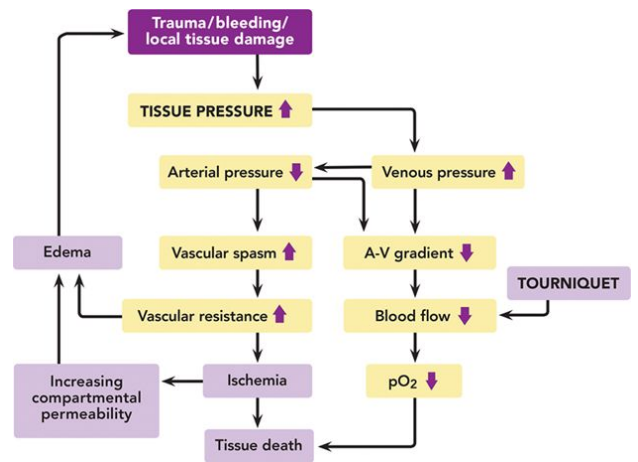 Trauma/bleeding/
local tissue damage
TISSUE PRESSURE
Arterial pressure
Venous pressure
Edema
Vascular spasm
A-V gradient
TOURNIQUET
Vascular resistance
Blood flow
Increasing
compartmental
permeability
Ischemia
pO₂
Tissue death